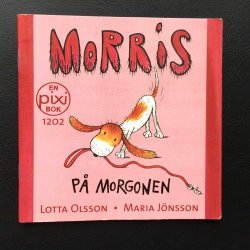 MORRIS
EN
pixi
BOK
1202
PÅ MORGONEN
LOTTA OLSSON • MARIA JÖNSSON